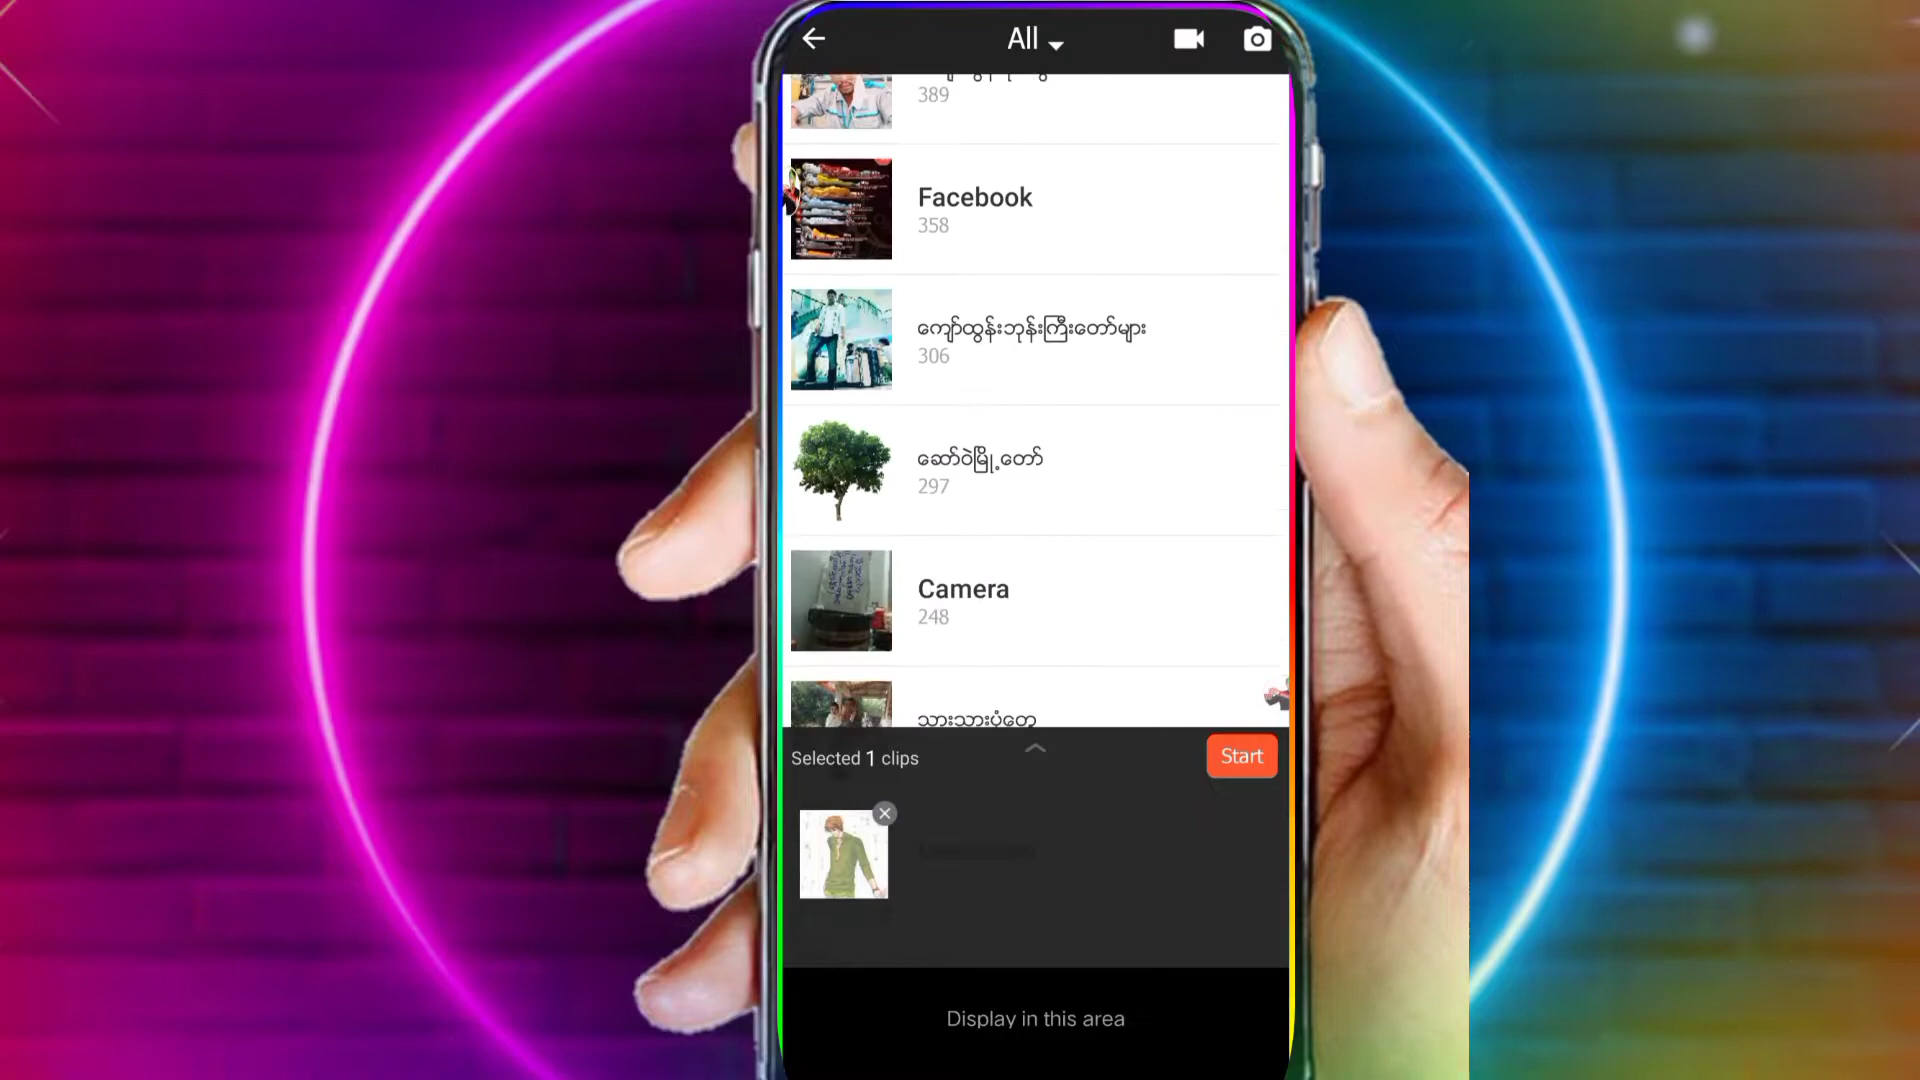 All
389
Facebook
358
ကျော်ထွန်းဘုန်းကြီးတော်များ
306
ဆော်ဝဲမြို့တော်
297
Camera
248
သားသားပုံတွေ
Selected 1 clips
Start
Display in this area